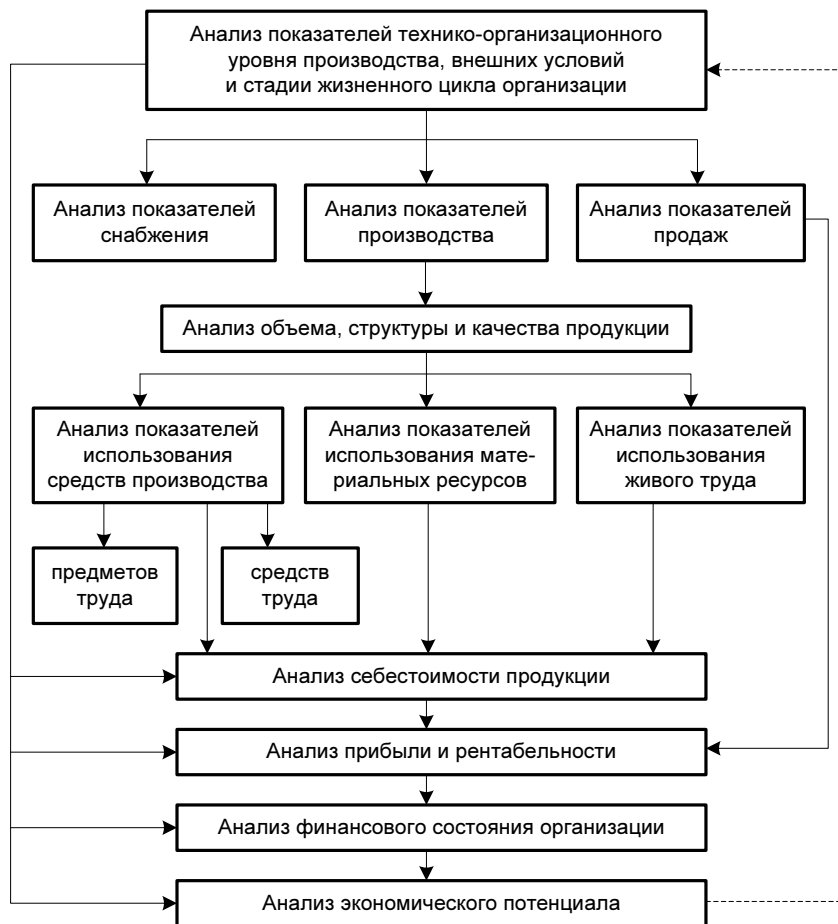 Анализ показателей технико-организационного
уровня производства, внешних условий
и стадии жизненного цикла организации
Анализ показателей
снабжения
Анализ показателей
производства
Анализ показателей
продаж
Анализ объема, структуры и качества продукции
Анализ показателей
использования
средств производства
Анализ показателей
использования мате-
риальных ресурсов
Анализ показателей
использования
живого труда
предметов
труда
средств
труда
Анализ себестоимости продукции
Анализ прибыли и рентабельности
Анализ финансового состояния организации
Анализ экономического потенциала